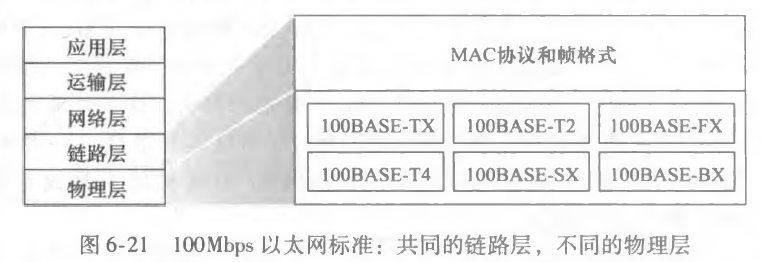 应用层
运输层
网络层
链路层
物理层
MAC协议和帧格式
100BASE-TX 100BASE-T2 100BASE-FX
100BASE-T4 100BASE-SX 100BASE-BX
图 6-21 100Mbps 以太网标准：共同的链路层，不同的物理层